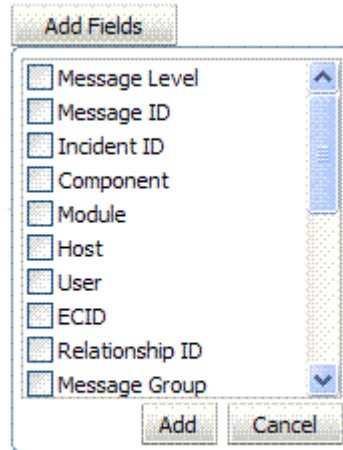 Add Fields
Message Level
Message ID
Incident ID
Component
Module
Host
User
ECID
Relationship ID
Message Group
Add Cancel